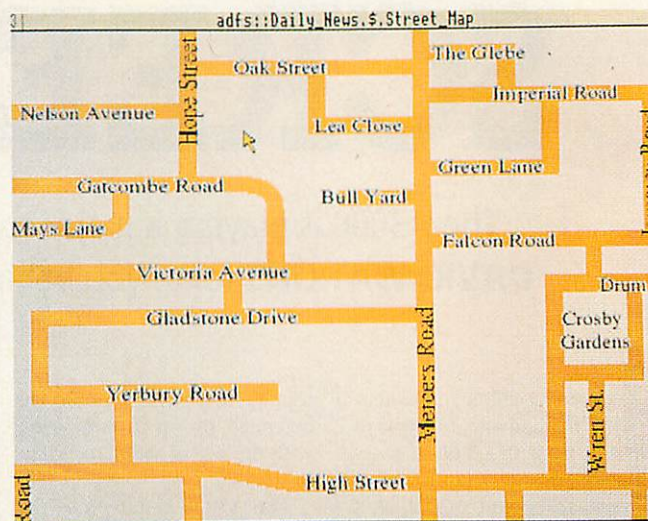 adfs::Daily_News.$.Street_Map
The Glebe
Oak Street
Hope Street
Imperial Road
Nelson Avenue
Lea Close
Green Lane
Gatcombe Road
Bull Yard
Mays Lane
Falcon Road
Victoria Avenue
Drum
Gladstone Drive
Crosby
Gardens
Mercers Road
Yerbury Road
Wren St.
High Street
Road